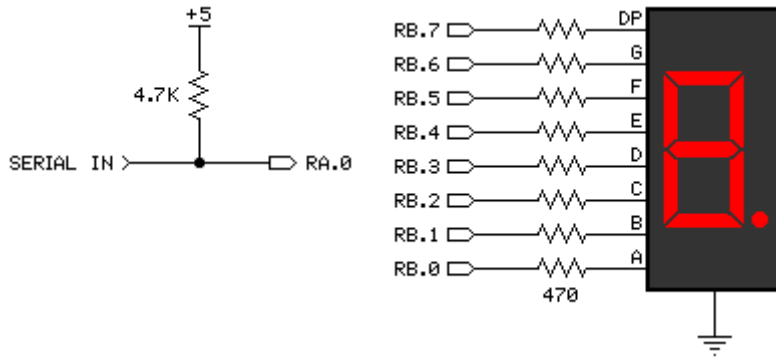 +5
4.7K
SERIAL IN
RA.0
RB.7 DP
RB.6 G
RB.5 F
RB.4 E
RB.3 D
RB.2 C
RB.1 B
RB.0 A
470